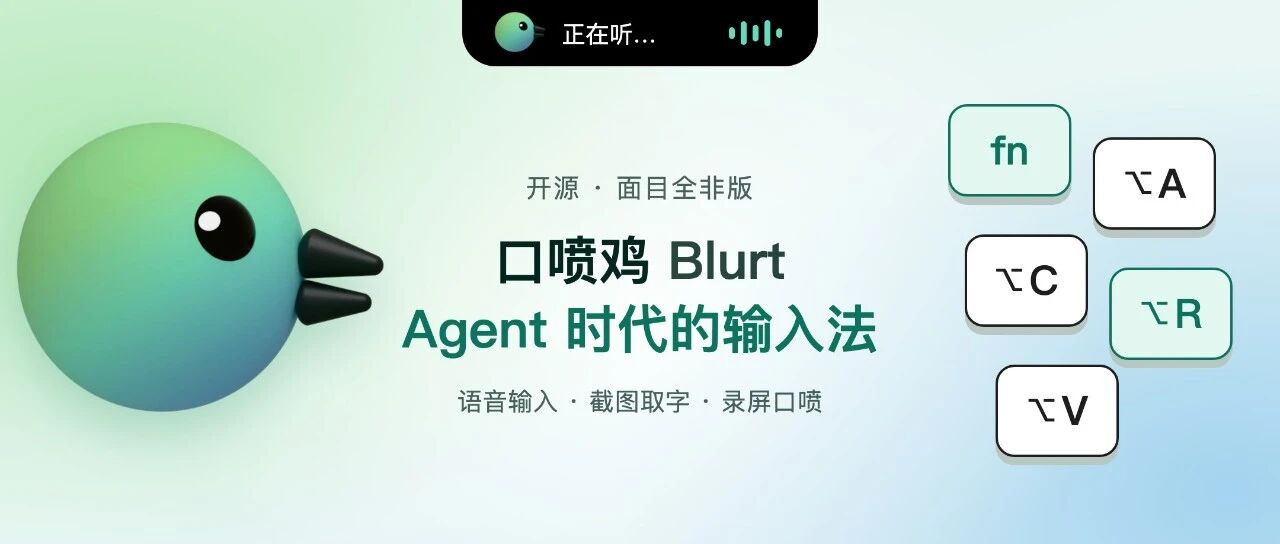 正在听...
开源 · 面目全非版
口喷鸡 Blurt
Agent 时代的输入法
语音输入 · 截图取字 · 录屏口喷
fn
⌥A
⌥C
⌥R
⌥V